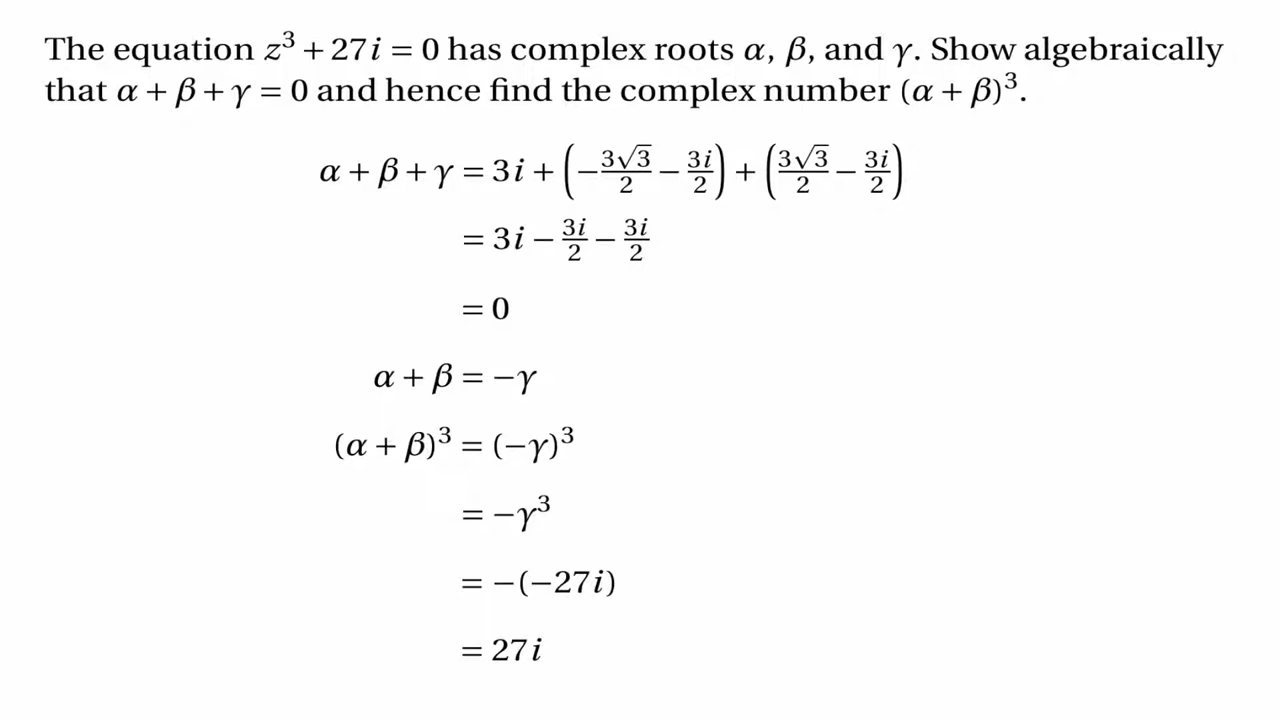 The equation z³ + 27i = 0 has complex roots α, β, and γ. Show algebraically
that α + β + γ = 0 and hence find the complex number (α + β)³.
α + β + γ = 3i + (−3√3/2 − 3i/2) + (3√3/2 − 3i/2)
= 3i − 3i/2 − 3i/2
= 0
α + β = −γ
(α + β)³ = (−γ)³
= −γ³
= −(−27i)
= 27i